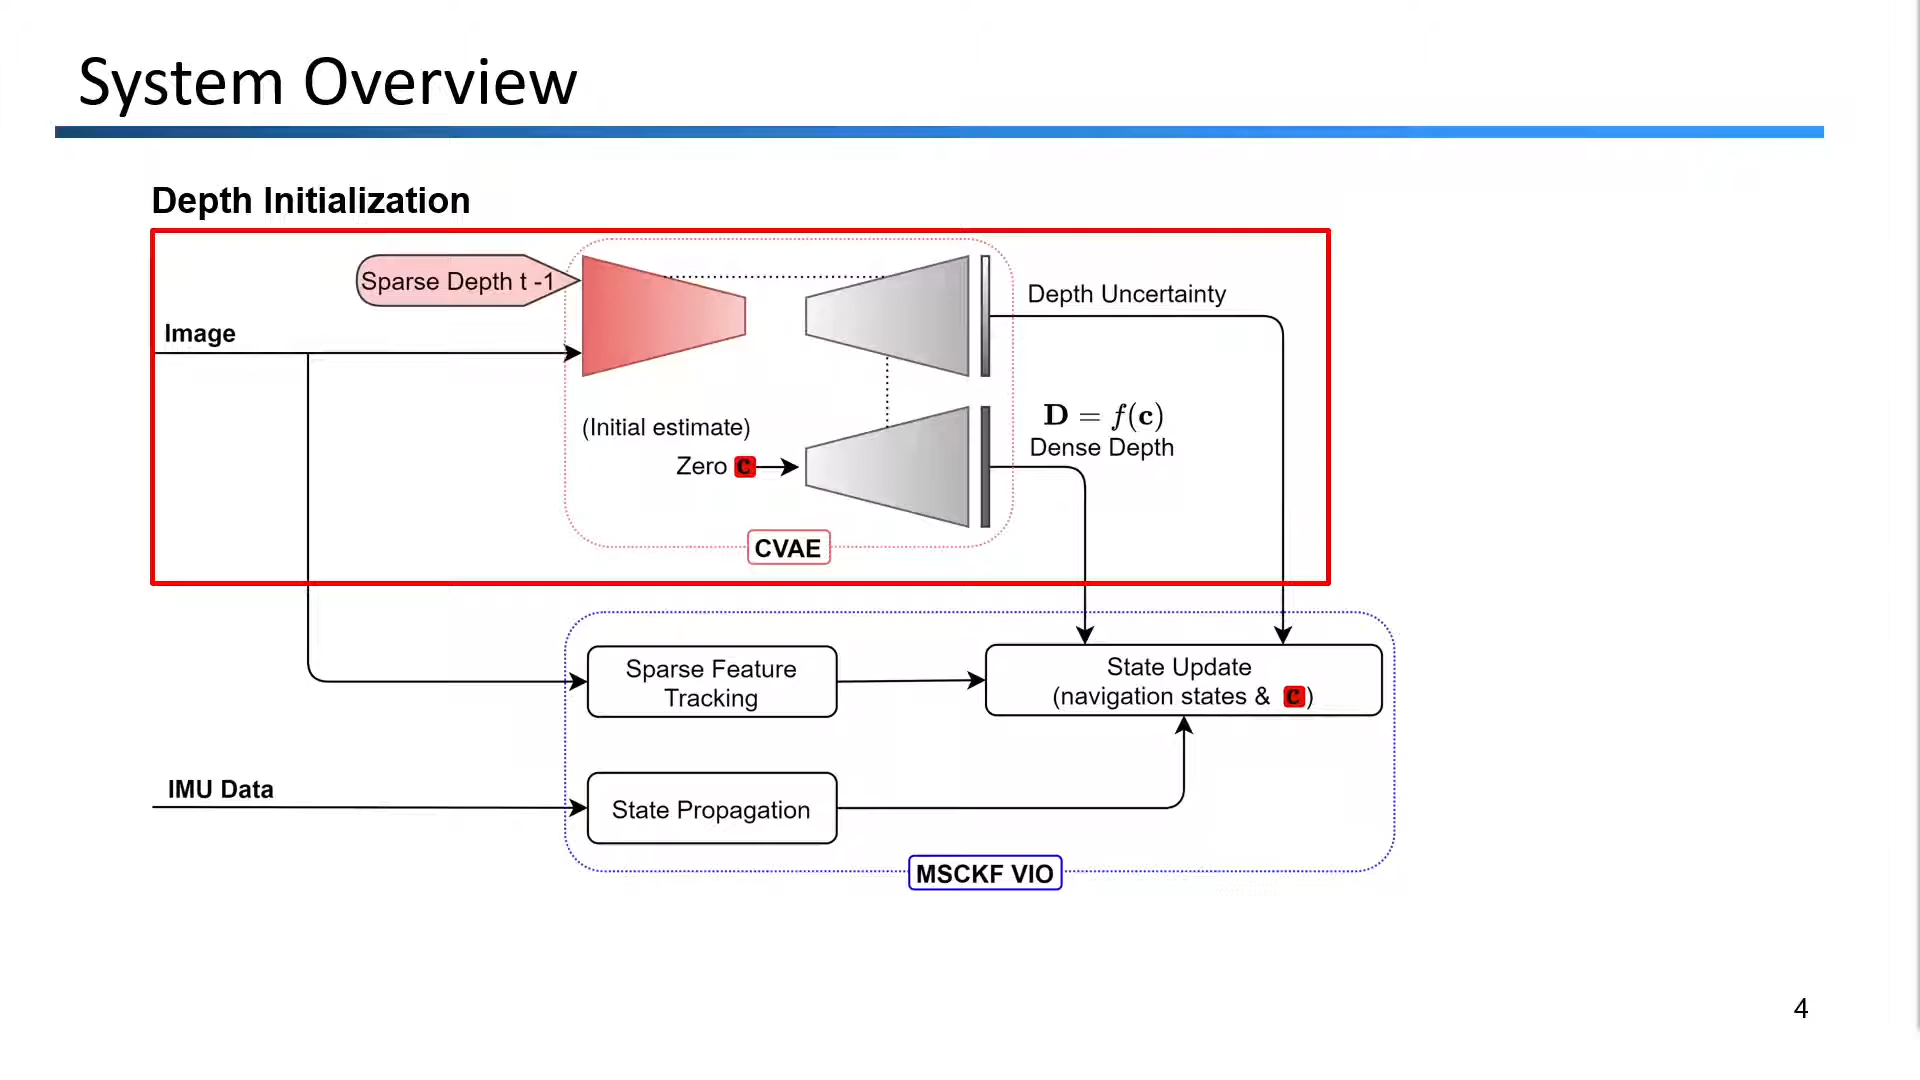 System Overview
Depth Initialization
Sparse Depth t -1
Image
Depth Uncertainty
(Initial estimate)
Zero c
D = f(c)
Dense Depth
CVAE
Sparse Feature
Tracking
State Update
(navigation states & c)
IMU Data
State Propagation
MSCKF VIO
4